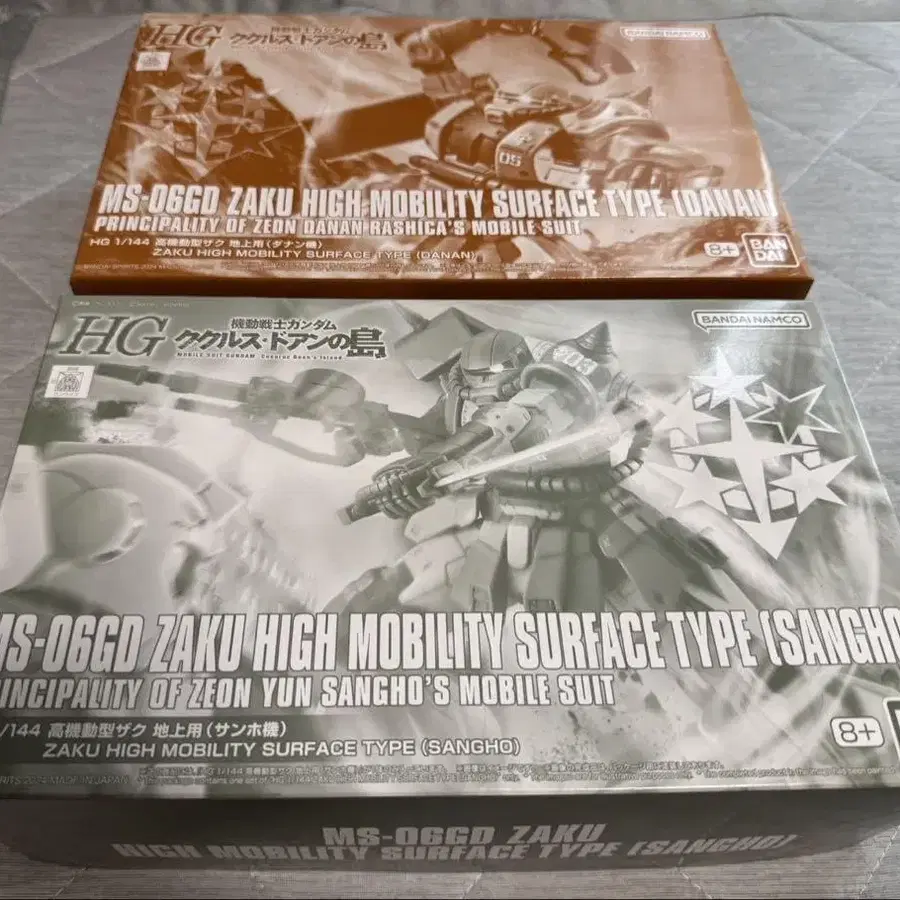 HG
機動戦士ガンダム
ククルス・ドアンの島
BANDAI NAMCO
09
MS-06GD ZAKU HIGH MOBILITY SURFACE TYPE (DANAN)
PRINCIPALITY OF ZEON DANAN RASHICA'S MOBILE SUIT
HG 1/144 高機動型ザク 地上用(ダナン機)
ZAKU HIGH MOBILITY SURFACE TYPE (DANAN)
8+
BAN
DAI
HG
機動戦士ガンダム
ククルス・ドアンの島
MOBILE SUIT GUNDAM Cucuruz Doan's Island
BANDAI NAMCO
MS-06GD ZAKU HIGH MOBILITY SURFACE TYPE (SANGHO
RINCIPALITY OF ZEON YUN SANGHO'S MOBILE SUIT
/144 高機動型ザク 地上用(サンホ機)
ZAKU HIGH MOBILITY SURFACE TYPE (SANGHO)
8+
RITS 2024 MADE IN JAPAN
MS-06GD ZAKU
HIGH MOBILITY SURFACE TYPE (SANGHO)